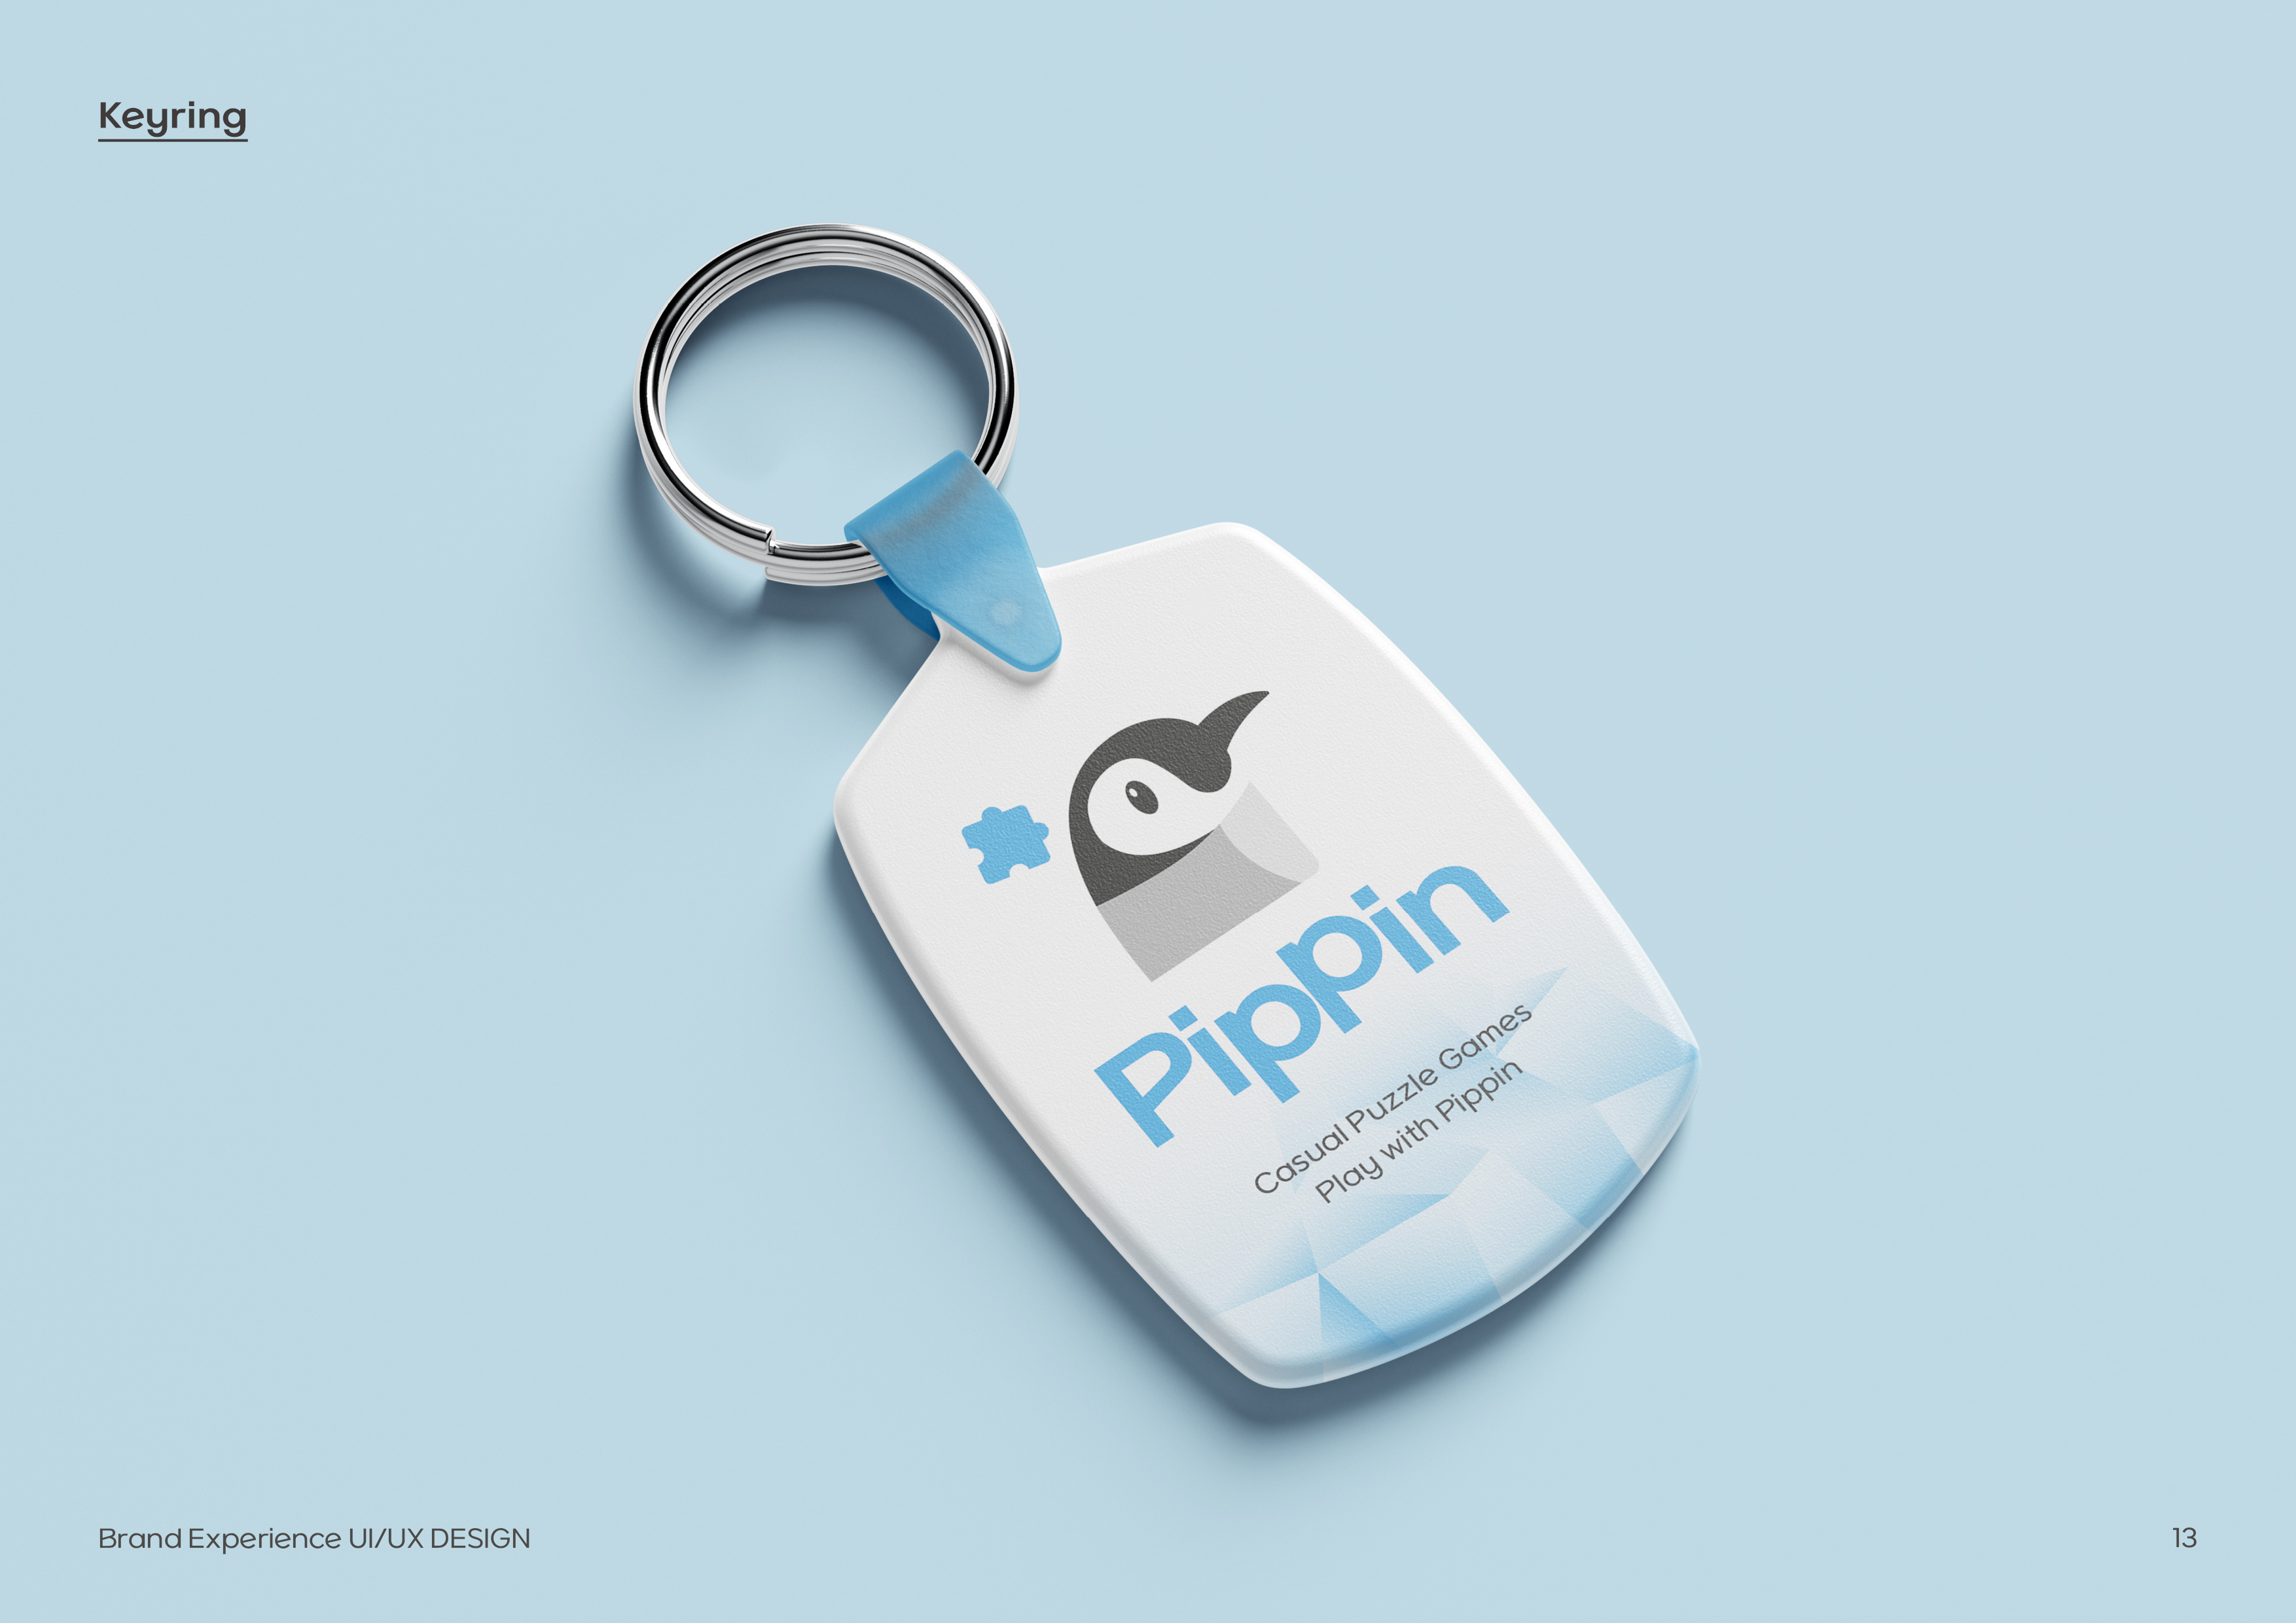 Keyring
Pippin
Casual Puzzle Games
Play with Pippin
Brand Experience UI/UX DESIGN
13